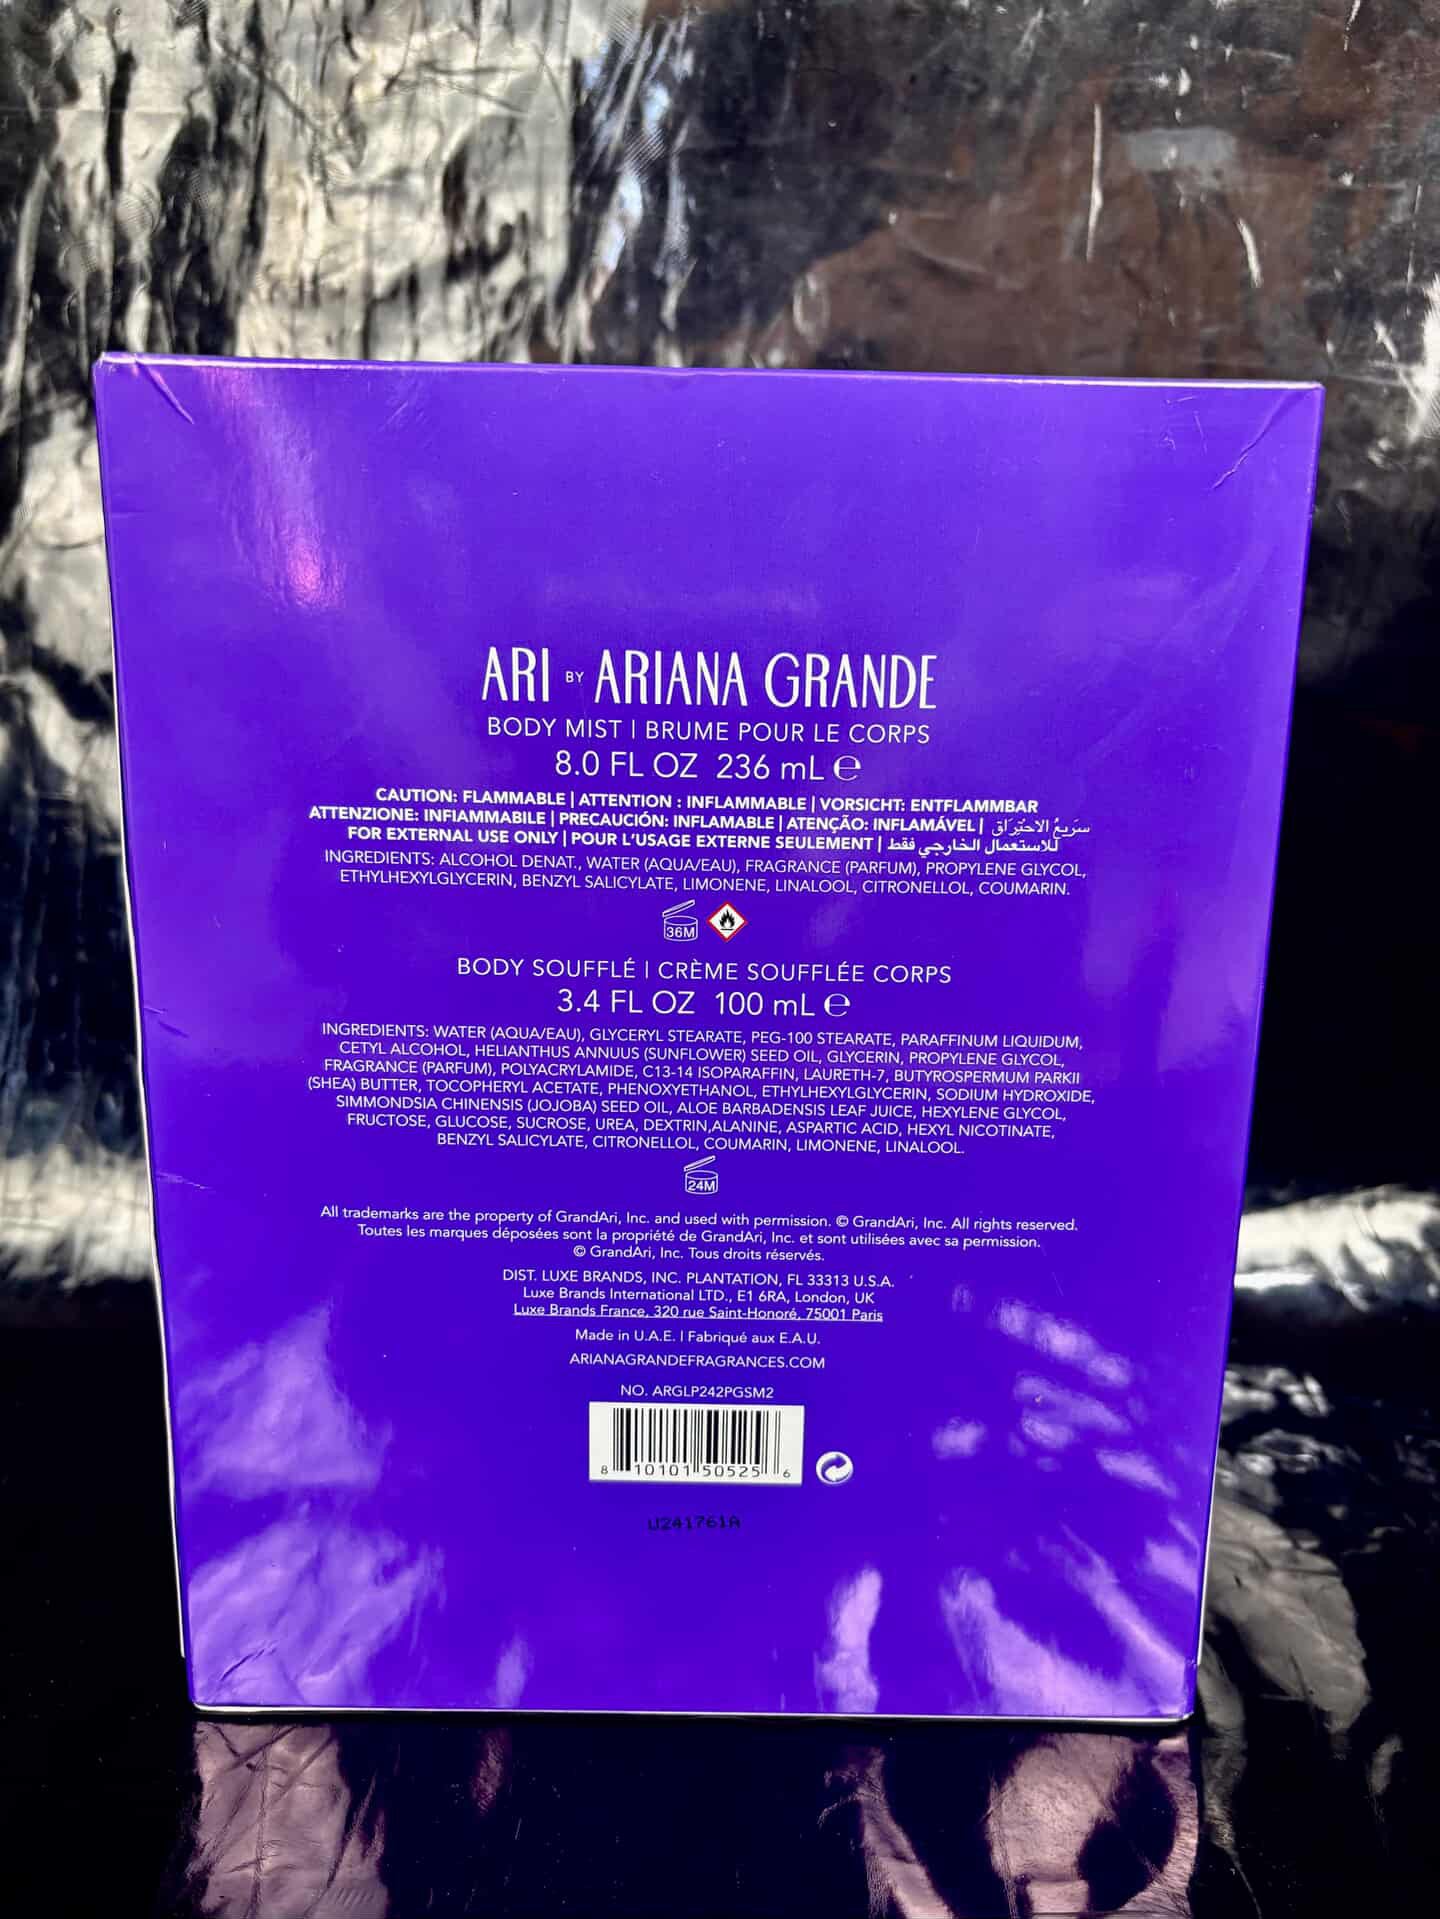 ARI BY ARIANA GRANDE
BODY MIST | BRUME POUR LE CORPS
8.0 FL OZ 236 mL ℮
CAUTION: FLAMMABLE | ATTENTION : INFLAMMABLE | VORSICHT: ENTFLAMMBAR
ATTENZIONE: INFIAMMABILE | PRECAUCIÓN: INFLAMABLE | ATENÇÃO: INFLAMÁVEL | سَريعُ الاحْتِرَاق
FOR EXTERNAL USE ONLY | POUR L'USAGE EXTERNE SEULEMENT | للاستعمال الخارجي فقط
INGREDIENTS: ALCOHOL DENAT., WATER (AQUA/EAU), FRAGRANCE (PARFUM), PROPYLENE GLYCOL,
ETHYLHEXYLGLYCERIN, BENZYL SALICYLATE, LIMONENE, LINALOOL, CITRONELLOL, COUMARIN.
36M
BODY SOUFFLÉ | CRÈME SOUFFLÉE CORPS
3.4 FL OZ 100 mL ℮
INGREDIENTS: WATER (AQUA/EAU), GLYCERYL STEARATE, PEG-100 STEARATE, PARAFFINUM LIQUIDUM,
CETYL ALCOHOL, HELIANTHUS ANNUUS (SUNFLOWER) SEED OIL, GLYCERIN, PROPYLENE GLYCOL,
FRAGRANCE (PARFUM), POLYACRYLAMIDE, C13-14 ISOPARAFFIN, LAURETH-7, BUTYROSPERMUM PARKII
(SHEA) BUTTER, TOCOPHERYL ACETATE, PHENOXYETHANOL, ETHYLHEXYLGLYCERIN, SODIUM HYDROXIDE,
SIMMONDSIA CHINENSIS (JOJOBA) SEED OIL, ALOE BARBADENSIS LEAF JUICE, HEXYLENE GLYCOL,
FRUCTOSE, GLUCOSE, SUCROSE, UREA, DEXTRIN,ALANINE, ASPARTIC ACID, HEXYL NICOTINATE,
BENZYL SALICYLATE, CITRONELLOL, COUMARIN, LIMONENE, LINALOOL.
24M
All trademarks are the property of GrandAri, Inc. and used with permission. © GrandAri, Inc. All rights reserved.
Toutes les marques déposées sont la propriété de GrandAri, Inc. et sont utilisées avec sa permission.
© GrandAri, Inc. Tous droits réservés.
DIST. LUXE BRANDS, INC. PLANTATION, FL 33313 U.S.A.
Luxe Brands International LTD., E1 6RA, London, UK
Luxe Brands France, 320 rue Saint-Honoré, 75001 Paris
Made in U.A.E. | Fabriqué aux E.A.U.
ARIANAGRANDEFRAGRANCES.COM
NO. ARGLP242PGSM2
8 10101 50525 6
U241761A